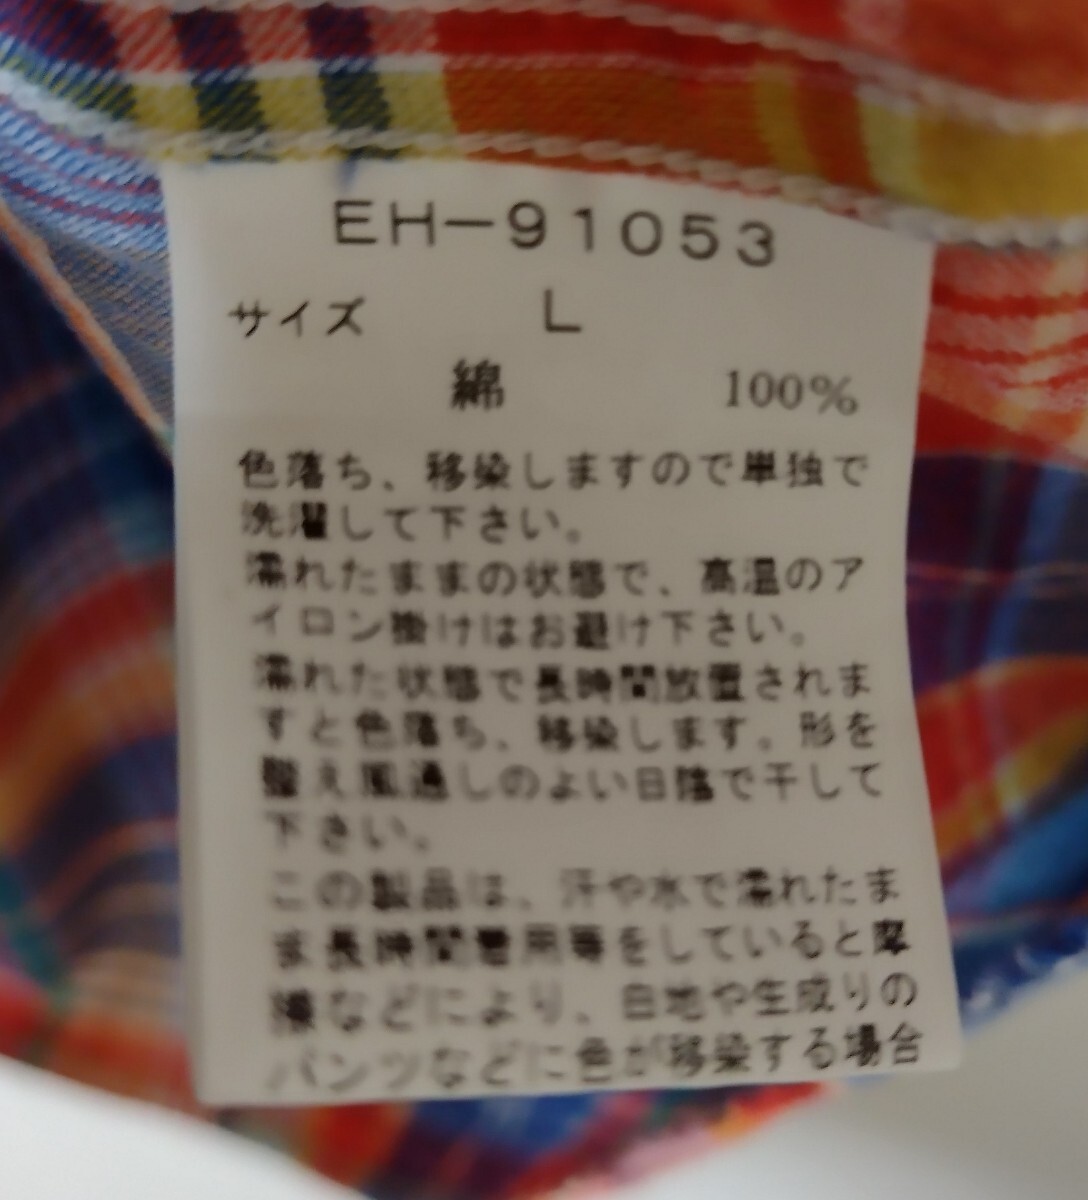 EH-91053
サイズ L
綿 100%
色落ち、移染しますので単独で
洗濯して下さい。
濡れたままの状態で、高温のア
イロン掛けはお避け下さい。
濡れた状態で長時間放置されま
すと色落ち、移染します。形を
整え風通しのよい日陰で干して
下さい。
この製品は、汗や水で濡れたま
ま長時間着用等をしていると摩
擦などにより、白地や生成りの
パンツなどに色が移染する場合